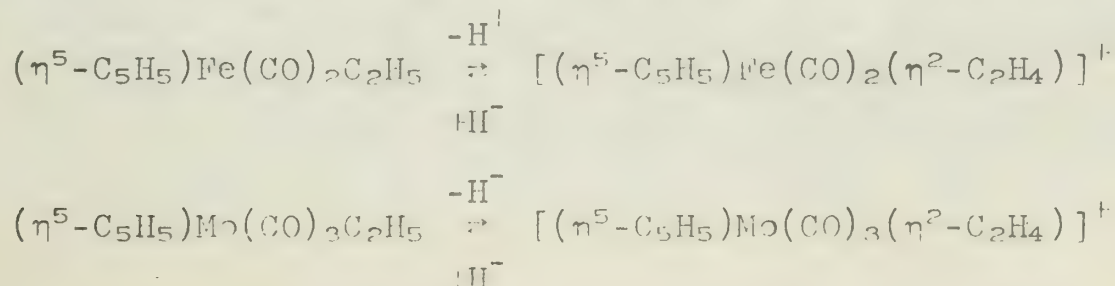 -H⁻
(η⁵-C₅H₅)Fe(CO)₂C₂H₅ ⇄ [(η⁵-C₅H₅)Fe(CO)₂(η²-C₂H₄)]⁺
+H⁻
-H⁻
(η⁵-C₅H₅)Mo(CO)₃C₂H₅ ⇄ [(η⁵-C₅H₅)Mo(CO)₃(η²-C₂H₄)]⁺
+H⁻